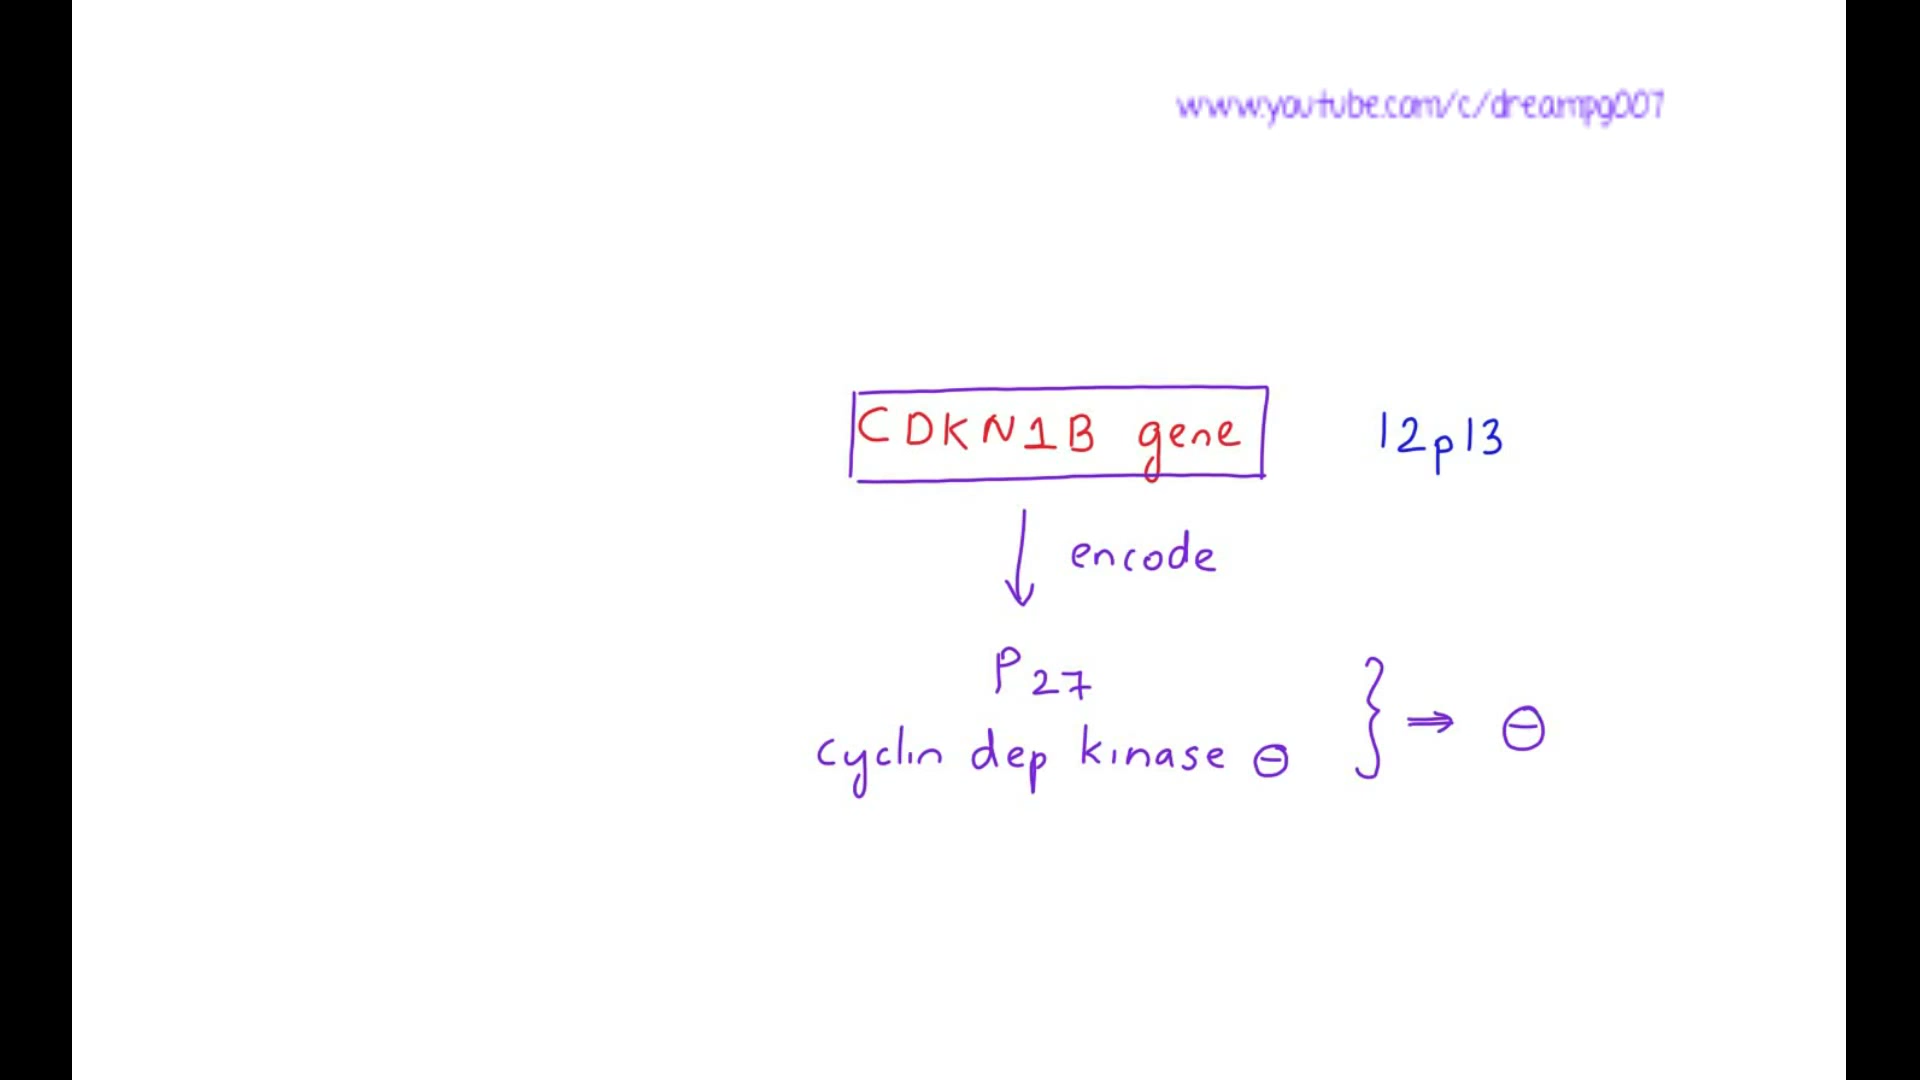 www.youtube.com/c/dreampg007
CDKN1B gene 12p13
↓ encode
P27
cyclin dep kinase ⊖ } ⇒ ⊖